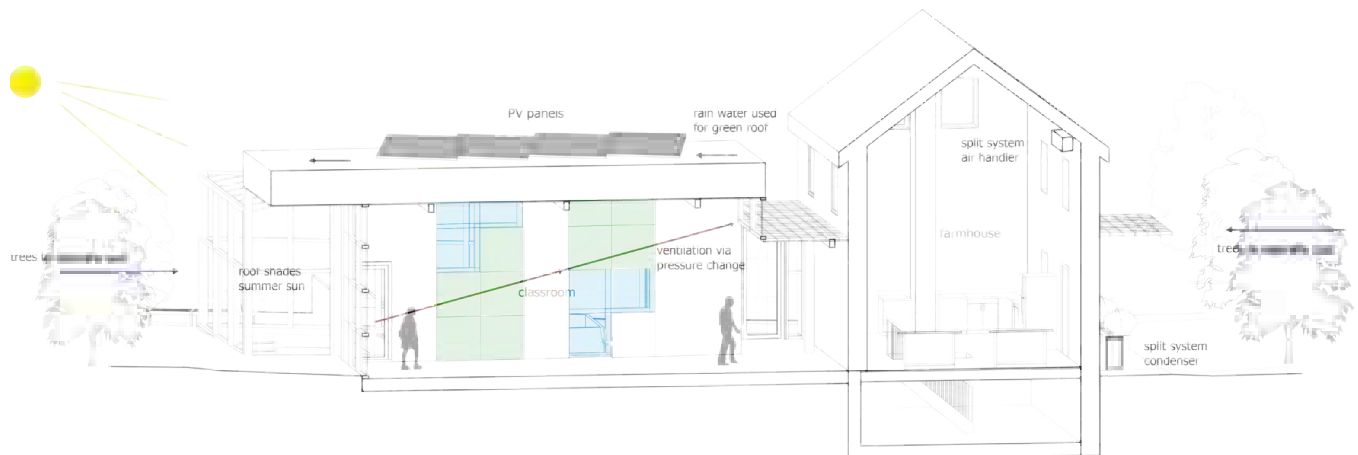 PV panels
rain water used
for green roof
split system
air handler
farmhouse
trees
roof shades
summer sun
ventilation via
pressure change
classroom
split system
condenser